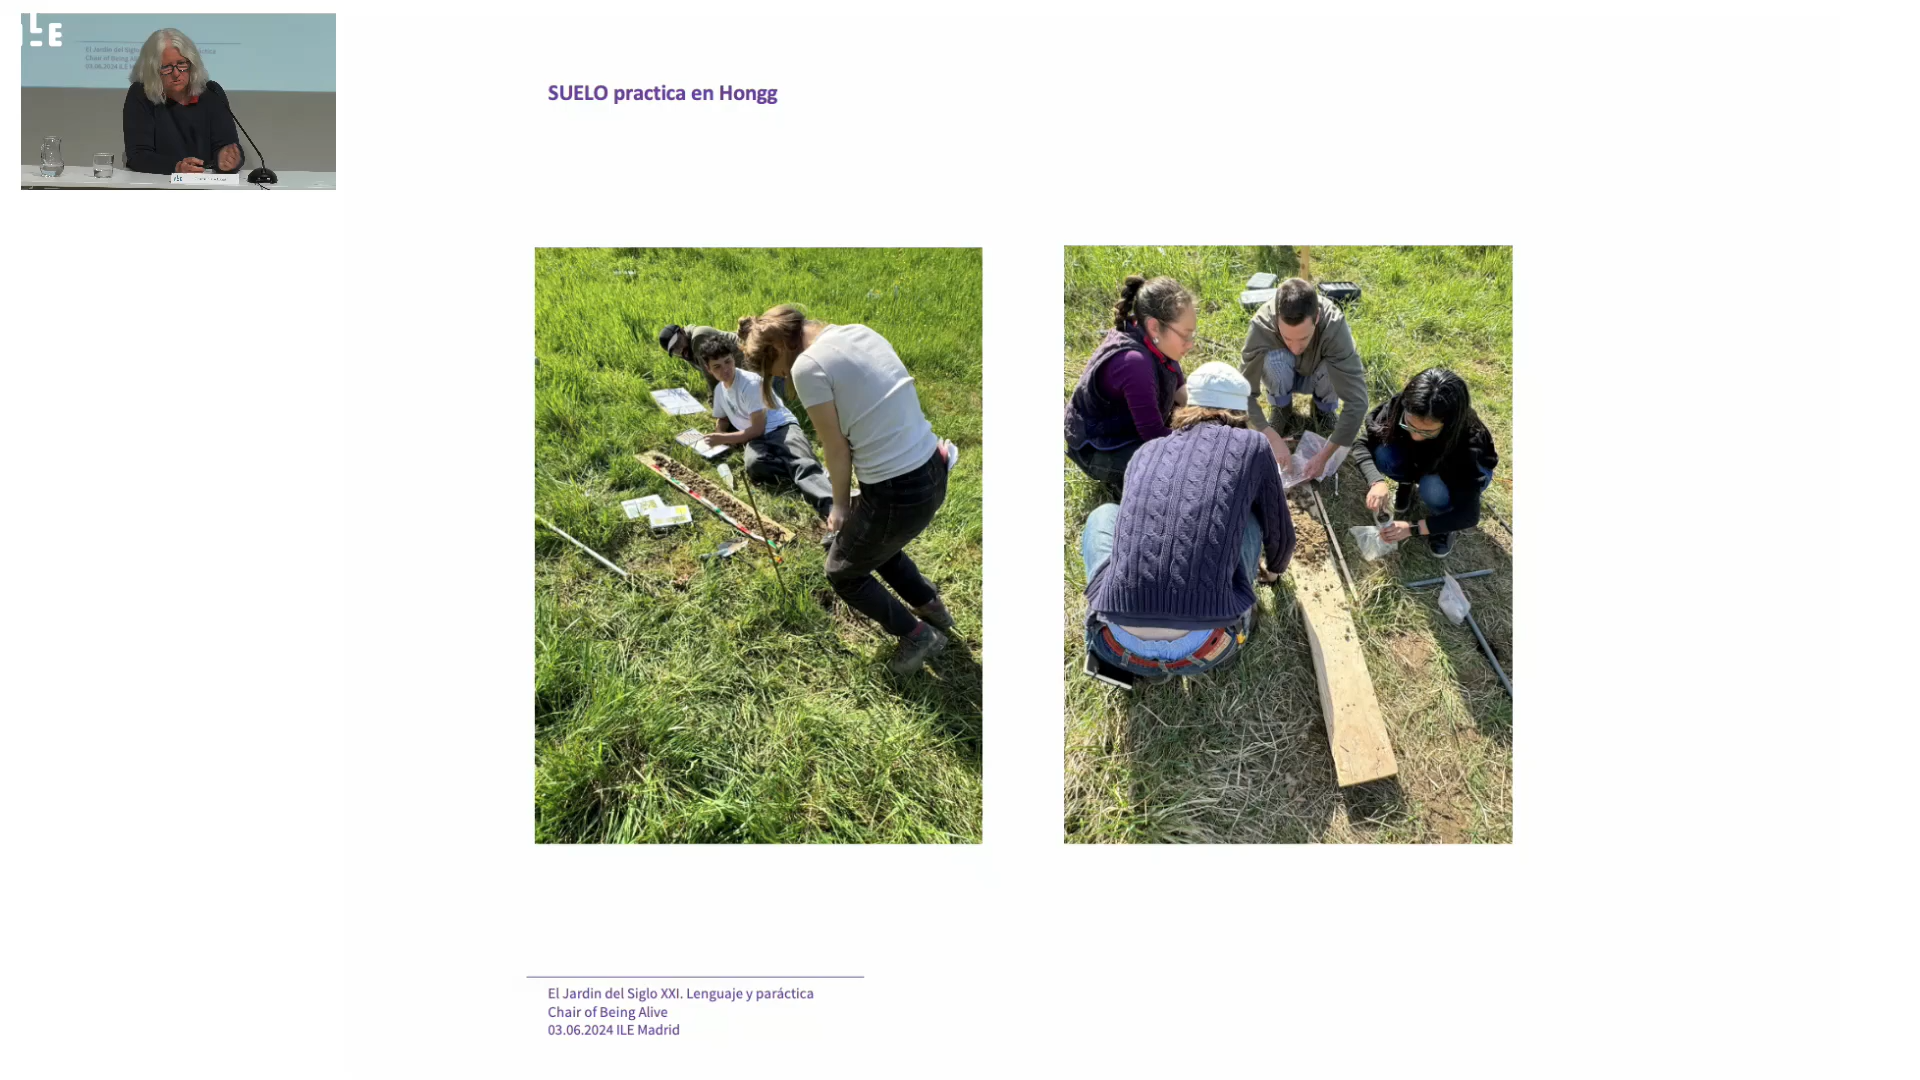 ILE
SUELO practica en Hongg
El Jardin del Siglo XXI. Lenguaje y paráctica
Chair of Being Alive
03.06.2024 ILE Madrid